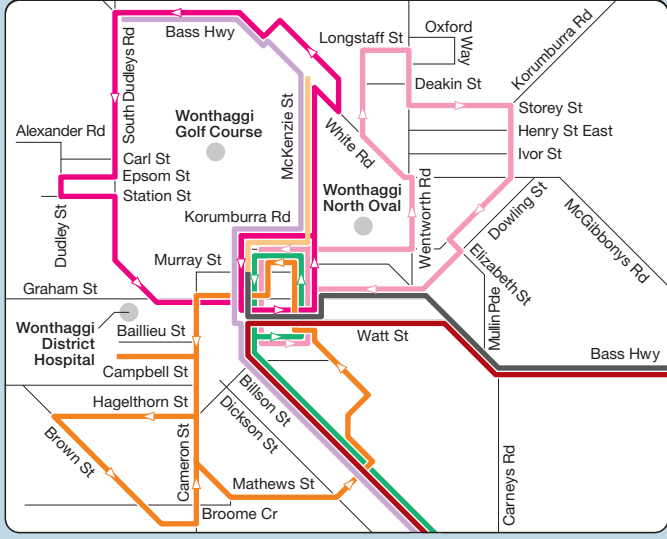 Bass Hwy
South Dudleys Rd
Longstaff St
Oxford
Way
Korumburra Rd
Deakin St
Storey St
Henry St East
Ivor St
McKenzie St
White Rd
Wonthaggi
Golf Course
Alexander Rd
Carl St
Epsom St
Station St
Dudley St
Wonthaggi
North Oval
Wentworth Rd
Dowling St
McGibbonys Rd
Korumburra Rd
Elizabeth St
Murray St
Graham St
Mullin Pde
Wonthaggi
District
Hospital
Baillieu St
Campbell St
Watt St
Bass Hwy
Hagelthorn St
Billson St
Dickson St
Brown St
Cameron St
Mathews St
Broome Cr
Carneys Rd